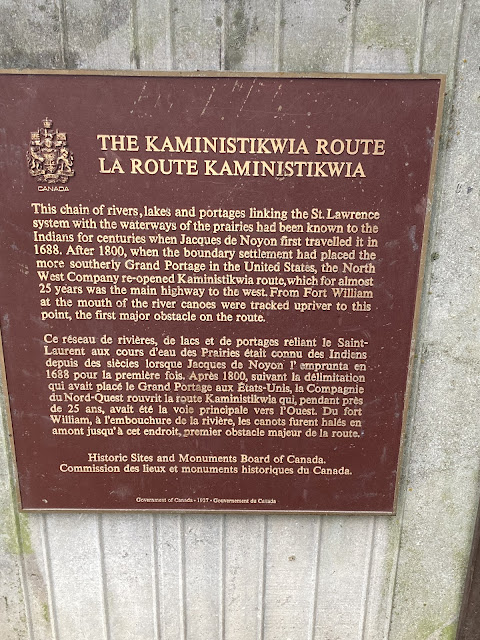 THE KAMINISTIKWIA ROUTE
LA ROUTE KAMINISTIKWIA
CANADA
This chain of rivers, lakes and portages linking the St. Lawrence
system with the waterways of the prairies had been known to the
Indians for centuries when Jacques de Noyon first travelled it in
1688. After 1800, when the boundary settlement had placed the
more southerly Grand Portage in the United States, the North
West Company re-opened Kaministikwia route, which for almost
25 years was the main highway to the west. From Fort William
at the mouth of the river canoes were tracked upriver to this
point, the first major obstacle on the route.
Ce réseau de rivières, de lacs et de portages reliant le Saint-
Laurent aux cours d'eau des Prairies était connu des Indiens
depuis des siècles lorsque Jacques de Noyon l'emprunta en
1688 pour la première fois. Après 1800, suivant la délimitation
qui avait placé le Grand Portage aux États-Unis, la Compagnie
du Nord-Quest rouvrit la route Kaministikwia qui, pendant près
de 25 ans, avait été la voie principale vers l'Ouest. Du fort
William, à l'embouchure de la rivière, les canots furent halés en
amont jusqu'à cet endroit, premier obstacle majeur de la route.
Historic Sites and Monuments Board of Canada.
Commission des lieux et monuments historiques du Canada.
Government of Canada - 1937 - Gouvernement du Canada